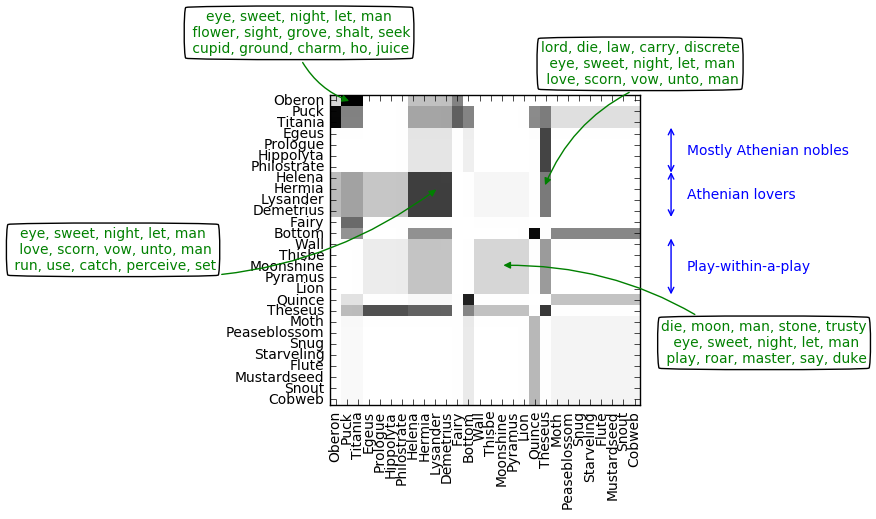 eye, sweet, night, let, man
flower, sight, grove, shalt, seek
cupid, ground, charm, ho, juice
lord, die, law, carry, discrete
eye, sweet, night, let, man
love, scorn, vow, unto, man
Oberon
Puck
Titania
Egeus
Prologue
Hippolyta
Philostrate
Helena
Hermia
Lysander
Demetrius
Fairy
Bottom
Wall
Thisbe
Moonshine
Pyramus
Lion
Quince
Theseus
Moth
Peaseblossom
Snug
Starveling
Flute
Mustardseed
Snout
Cobweb
Mostly Athenian nobles
Athenian lovers
Play-within-a-play
eye, sweet, night, let, man
love, scorn, vow, unto, man
run, use, catch, perceive, set
die, moon, man, stone, trusty
eye, sweet, night, let, man
play, roar, master, say, duke
Oberon
Puck
Titania
Egeus
Prologue
Hippolyta
Philostrate
Helena
Hermia
Lysander
Demetrius
Fairy
Bottom
Wall
Thisbe
Moonshine
Pyramus
Lion
Quince
Theseus
Moth
Peaseblossom
Snug
Starveling
Flute
Mustardseed
Snout
Cobweb